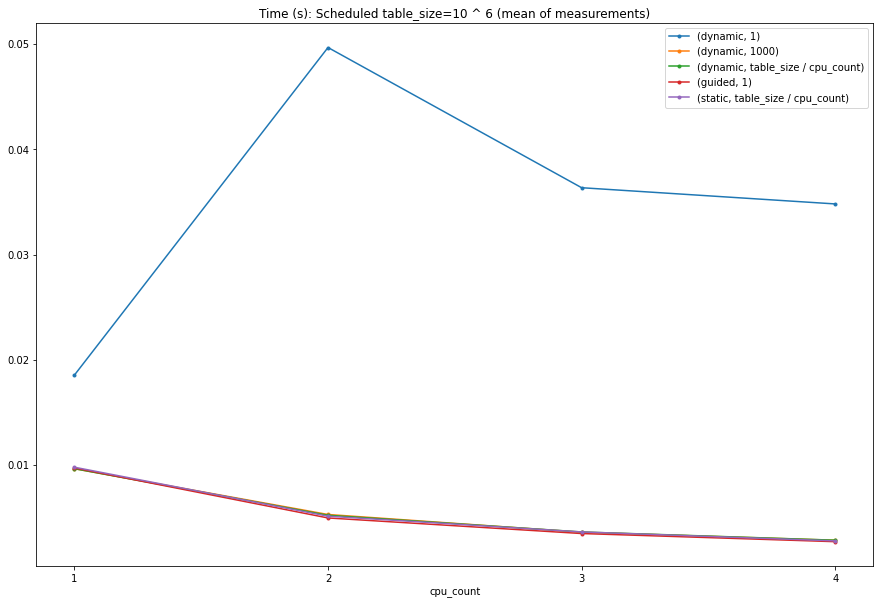 Time (s): Scheduled table_size=10 ^ 6 (mean of measurements)
(dynamic, 1)
(dynamic, 1000)
(dynamic, table_size / cpu_count)
(guided, 1)
(static, table_size / cpu_count)
0.05
0.04
0.03
0.02
0.01
1 2 3 4
cpu_count